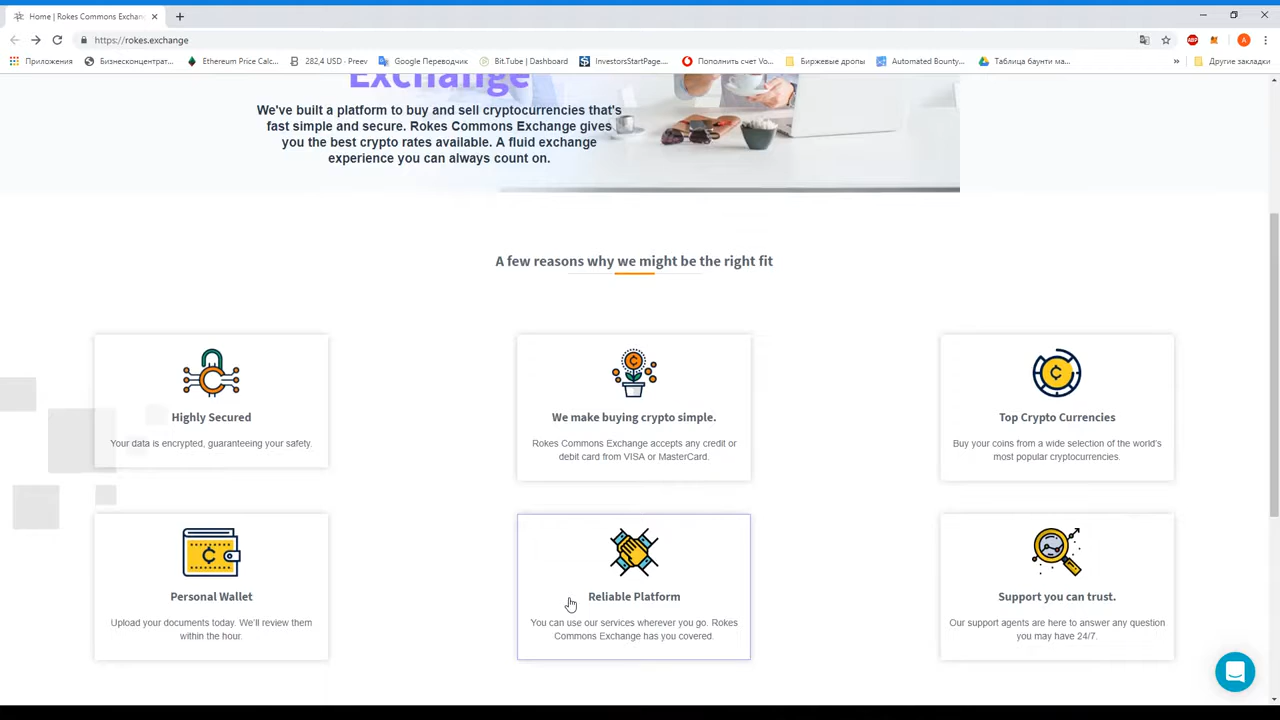 Home | Rokes Commons Exchan
https://rokes.exchange
Приложения
Бизнесконцентрат...
Ethereum Price Calc...
282,4 USD - Preev
Google Переводчик
Bit.Tube | Dashboard
InvestorsStartPage....
Пополнить счет Vo...
Биржевые дропы
Automated Bounty...
Таблица баунти ма...
»
Другие закладки
ABP
A
Exchange
We've built a platform to buy and sell cryptocurrencies that's
fast simple and secure. Rokes Commons Exchange gives
you the best crypto rates available. A fluid exchange
experience you can always count on.
A few reasons why we might be the right fit
Highly Secured
Your data is encrypted, guaranteeing your safety.
We make buying crypto simple.
Rokes Commons Exchange accepts any credit or
debit card from VISA or MasterCard.
Top Crypto Currencies
Buy your coins from a wide selection of the world's
most popular cryptocurrencies.
Personal Wallet
Upload your documents today. We'll review them
within the hour.
Reliable Platform
You can use our services wherever you go. Rokes
Commons Exchange has you covered.
Support you can trust.
Our support agents are here to answer any question
you may have 24/7.